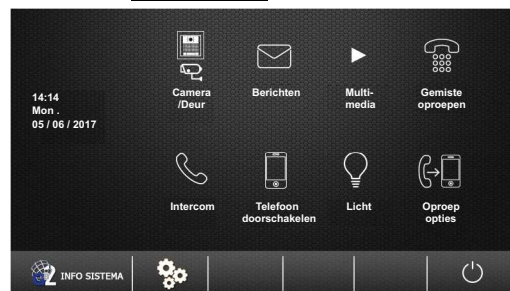 14:14
Mon .
05 / 06 / 2017
Camera
/Deur
Berichten
Multi-
media
Gemiste
oproepen
Intercom
Telefoon
doorschakelen
Licht
Oproep
opties
2 INFO SISTEMA